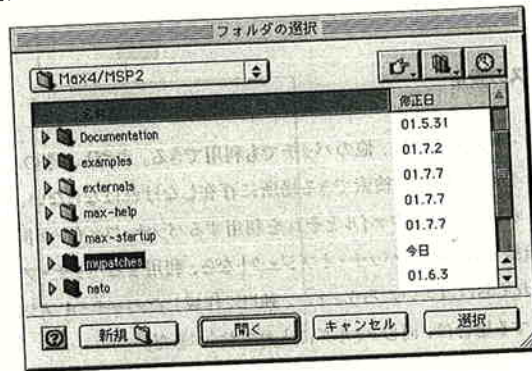 フォルダの選択
Max4/MSP2
名前
修正日
Documentation 01.5.31
examples 01.7.2
externals 01.7.7
max-help 01.7.7
max-startup 01.7.7
mypatches 今日
nato 01.6.3
新規
開く
キャンセル
選択